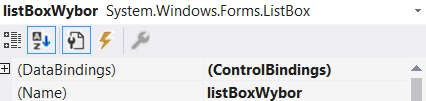 listBoxWybor System.Windows.Forms.ListBox
(DataBindings) (ControlBindings)
(Name) listBoxWybor